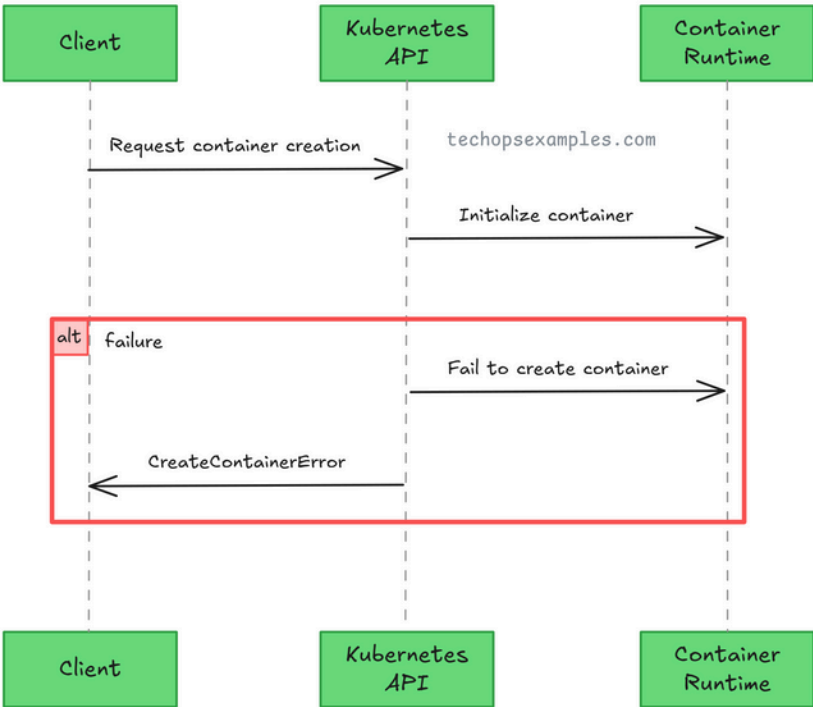 Client
Kubernetes
API
Container
Runtime
Request container creation
techopsexamples.com
Initialize container
alt
failure
Fail to create container
CreateContainerError
Client
Kubernetes
API
Container
Runtime